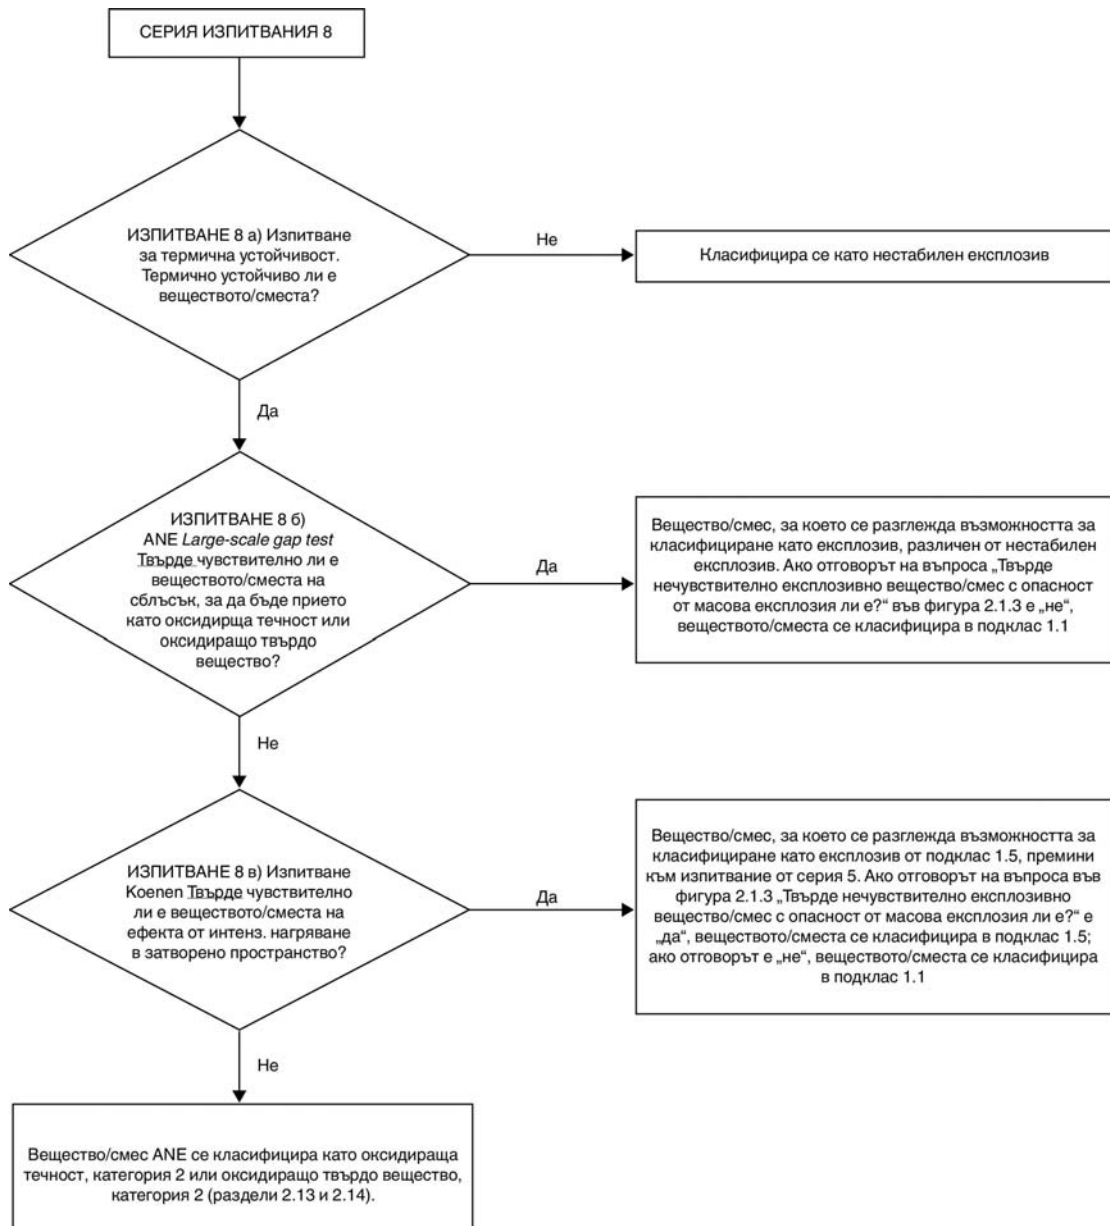 СЕРИЯ ИЗПИТВАНИЯ 8
ИЗПИТВАНЕ 8 а) Изпитване
за термична устойчивост.
Термично устойчиво ли е
веществото/сместа?
Не
Класифицира се като нестабилен експлозив
Да
ИЗПИТВАНЕ 8 б)
ANE Large-scale gap test
Твърде чувствително ли е
веществото/сместа на
сблъсък, за да бъде прието
като оксидирща течност или
оксидиращо твърдо
вещество?
Да
Вещество/смес, за което се разглежда възможността за
класифициране като експлозив, различен от нестабилен
експлозив. Ако отговорът на въпроса „Твърде
нечувствително експлозивно вещество/смес с опасност
от масова експлозия ли е?“ във фигура 2.1.3 е „не“,
веществото/сместа се класифицира в подклас 1.1
Не
ИЗПИТВАНЕ 8 в) Изпитване
Koenen Твърде чувствително
ли е веществото/сместа на
ефекта от интенз. нагряване
в затворено пространство?
Да
Вещество/смес, за което се разглежда възможността за
класифициране като експлозив от подклас 1.5, премини
към изпитвание от серия 5. Ако отговорът на въпроса във
фигура 2.1.3 „Твърде нечувствително експлозивно
вещество/смес с опасност от масова експлозия ли е?“ е
„да“, веществото/сместа се класифицира в подклас 1.5;
ако отговорът е „не“, веществото/сместа се класифицира
в подклас 1.1
Не
Вещество/смес ANE се класифицира като оксидираща
течност, категория 2 или оксидиращо твърдо вещество,
категория 2 (раздели 2.13 и 2.14).